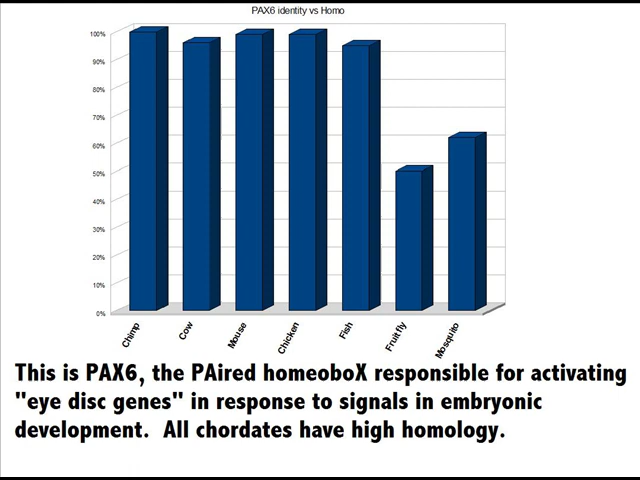 PAX6 identity vs Homo
100%
90%
80%
70%
60%
50%
40%
30%
20%
10%
0%
Chimp
Cow
Mouse
Chicken
Fish
Fruit fly
Mosquito
This is PAX6, the PAired homeoboX responsible for activating
"eye disc genes" in response to signals in embryonic
development.  All chordates have high homology.